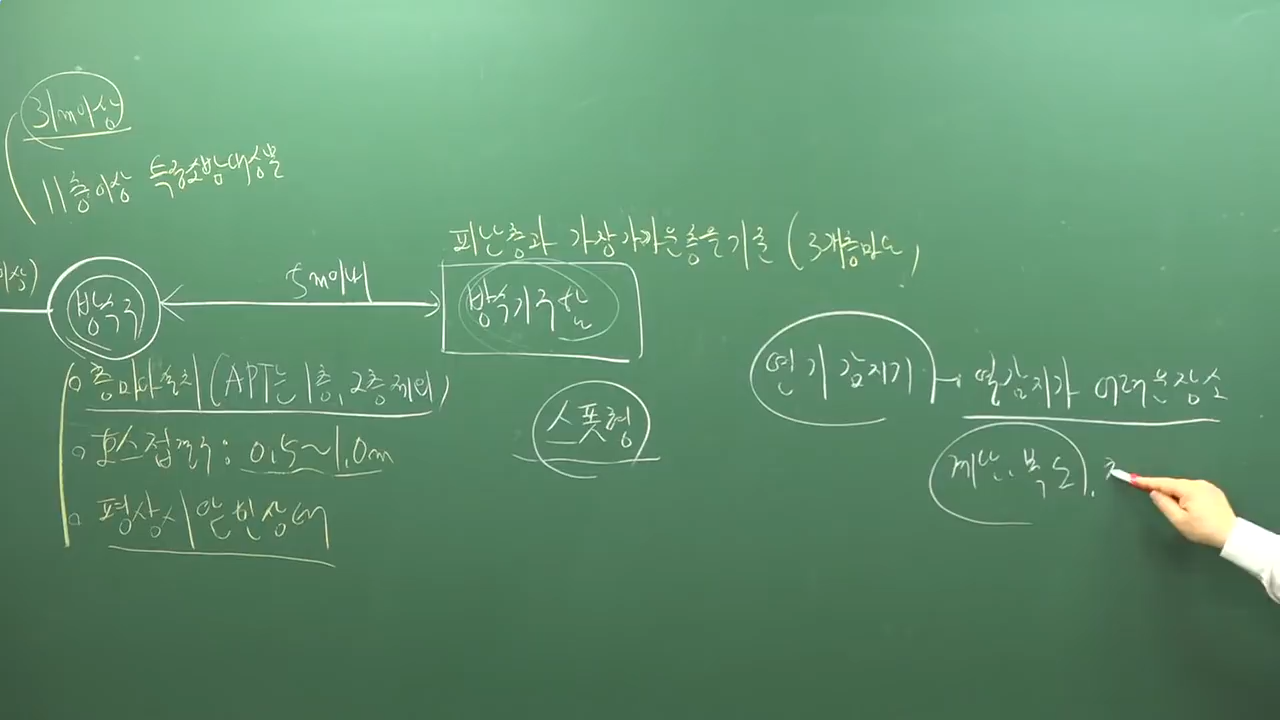 31m이상
11층이상 특정소방대상물
이상)
피난층과 가장가까운층을기준 (3개층마다)
방수구
5m이내
방수기구함
층마다설치 (APT는 1층, 2층제외)
호스접결구: 0.5~1.0m
평상시 닫힌상태
스폿형
연기감지기
열감지기 어려운장소
계단. 복도.